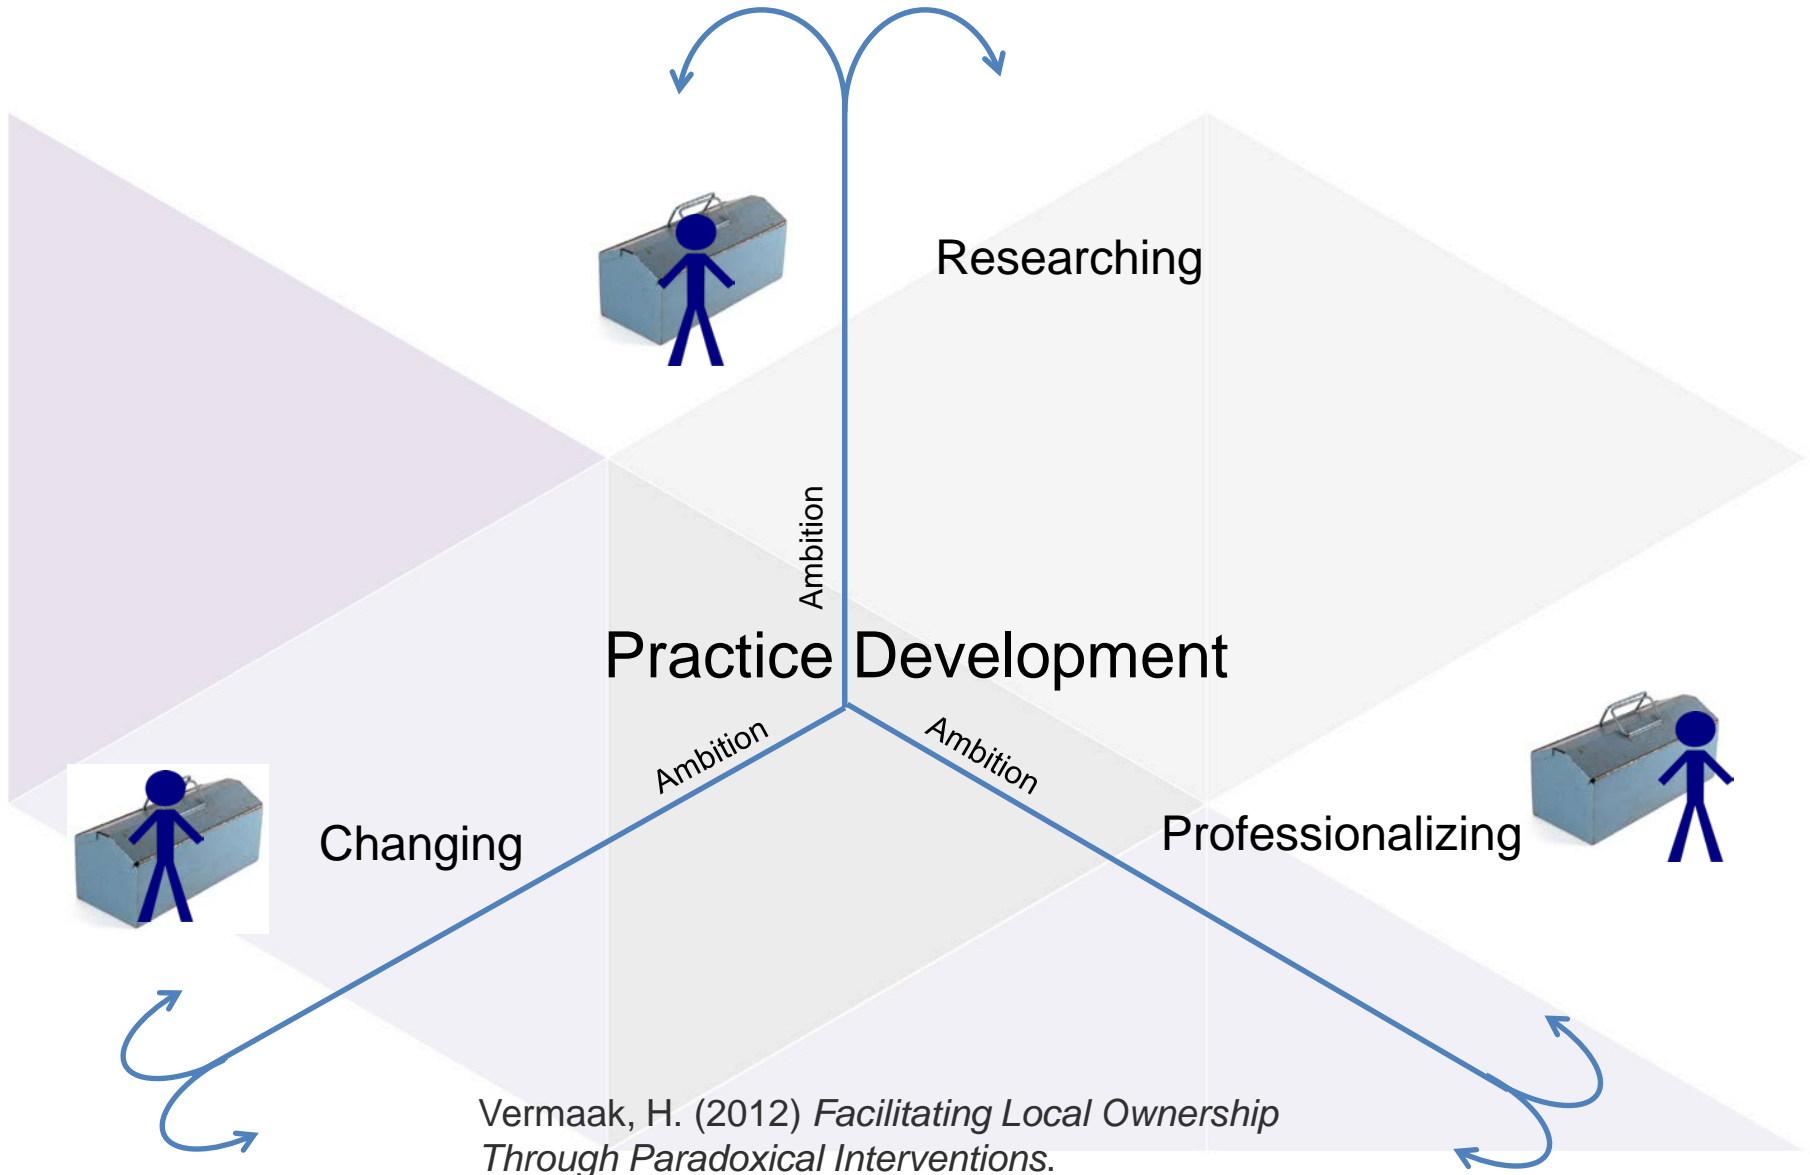 Researching
Ambition
Practice Development
Ambition
Ambition
Changing
Professionalizing
Vermaak, H. (2012) Facilitating Local Ownership
Through Paradoxical Interventions.